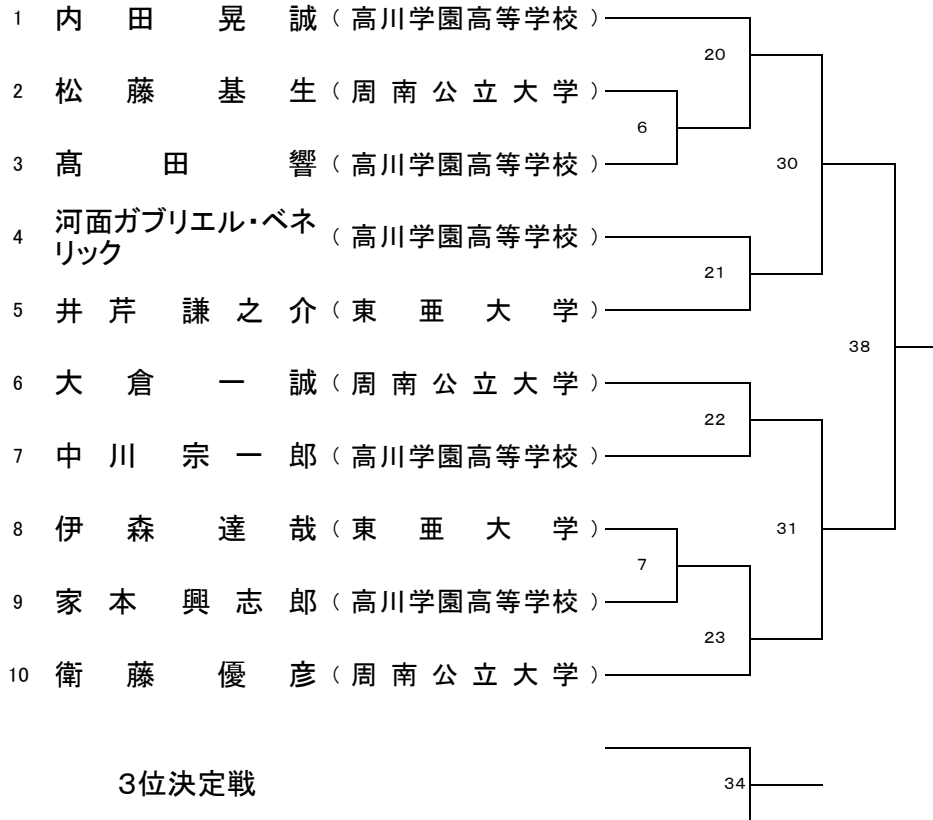 1 内田 晃誠 （高川学園高等学校）
20
2 松藤 基生 （周南公立大学）
6
3 髙田 響 （高川学園高等学校）
30
4 河面ガブリエル・ベネ
リック （高川学園高等学校）
21
5 井芹 謙之介 （東亜大学）
38
6 大倉 一誠 （周南公立大学）
22
7 中川 宗一郎 （高川学園高等学校）
8 伊森 達哉 （東亜大学）
31
7
9 家本 興志郎 （高川学園高等学校）
23
10 衛藤 優彦 （周南公立大学）
３位決定戦
34